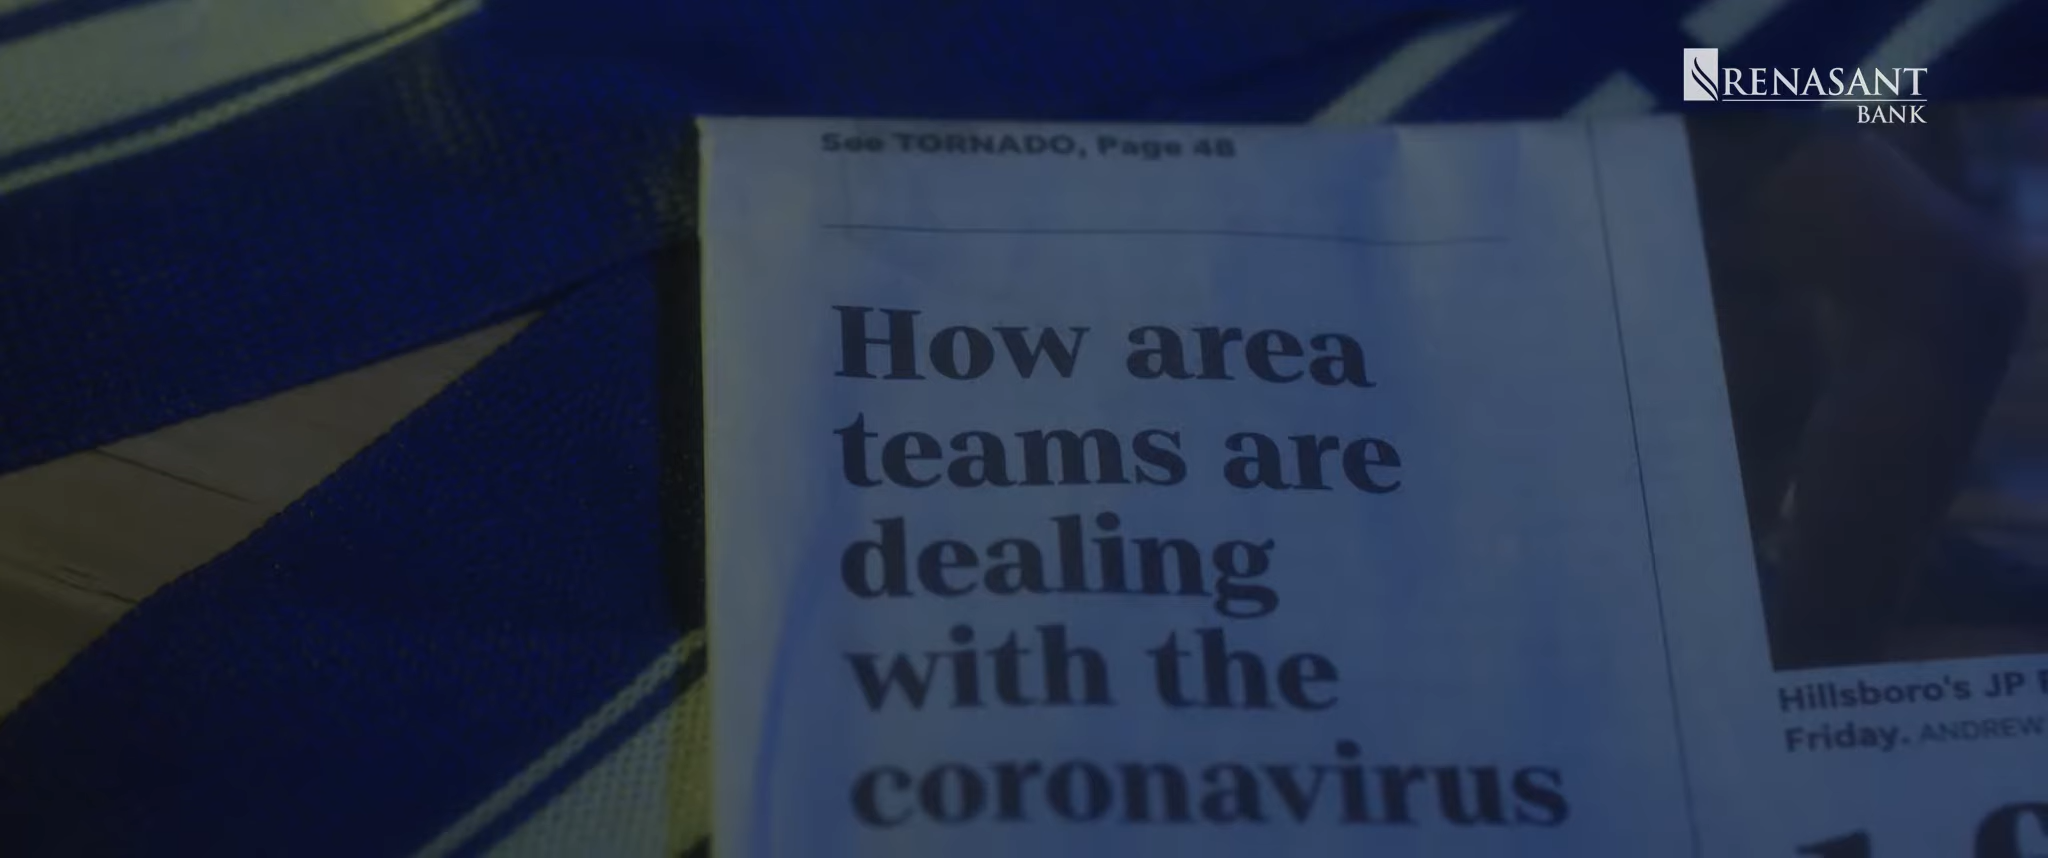 RENASANT
BANK
See TORNADO, Page 4B
How area
teams are
dealing
with the
coronavirus
Hillsboro's JP
Friday. ANDREW